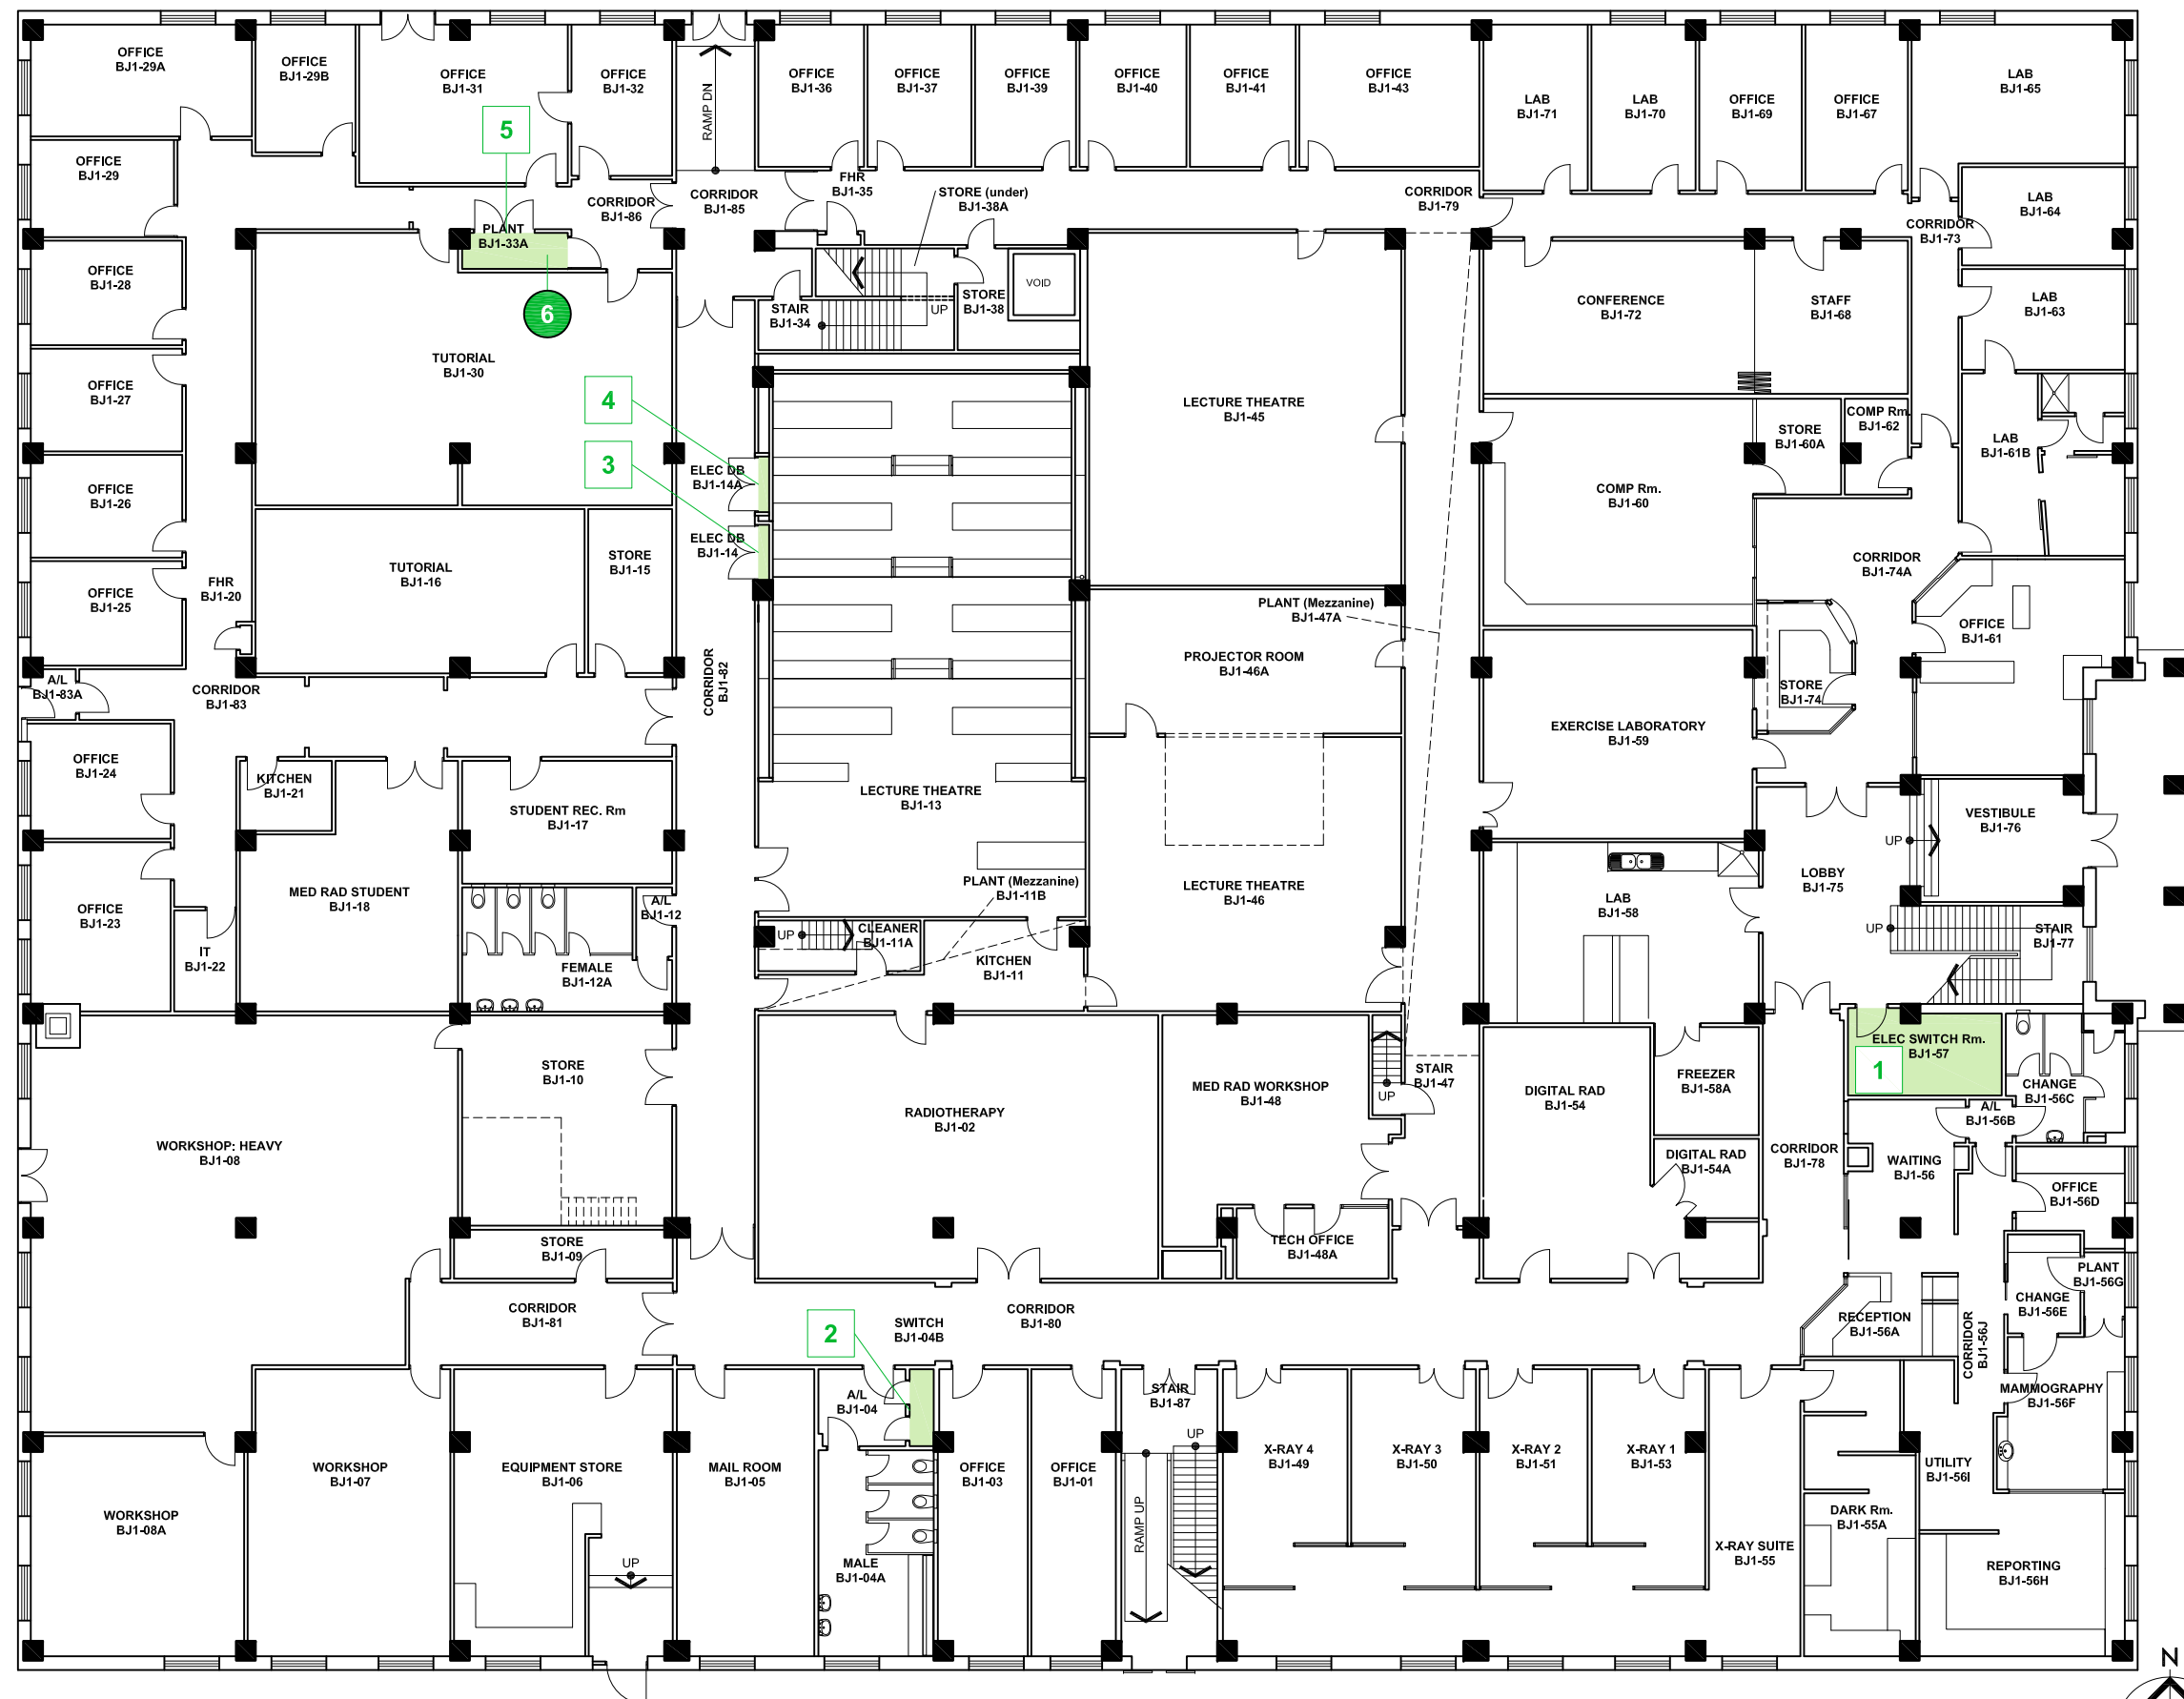 OFFICE
BJ1-29A
OFFICE
BJ1-29B
OFFICE
BJ1-31
OFFICE
BJ1-32
RAMP DN
OFFICE
BJ1-36
OFFICE
BJ1-37
OFFICE
BJ1-39
OFFICE
BJ1-40
OFFICE
BJ1-41
OFFICE
BJ1-43
LAB
BJ1-71
LAB
BJ1-70
OFFICE
BJ1-69
OFFICE
BJ1-67
LAB
BJ1-65
5
OFFICE
BJ1-29
CORRIDOR
BJ1-86
CORRIDOR
BJ1-85
FHR
BJ1-35
STORE (under)
BJ1-38A
CORRIDOR
BJ1-79
CORRIDOR
BJ1-73
LAB
BJ1-64
PLANT
BJ1-33A
6
OFFICE
BJ1-28
STAIR
BJ1-34
UP
STORE
BJ1-38
VOID
CONFERENCE
BJ1-72
STAFF
BJ1-68
LAB
BJ1-63
TUTORIAL
BJ1-30
OFFICE
BJ1-27
4
3
LECTURE THEATRE
BJ1-45
COMP Rm.
BJ1-62
STORE
BJ1-60A
LAB
BJ1-61B
ELEC DB
BJ1-14A
ELEC DB
BJ1-14
OFFICE
BJ1-26
COMP Rm.
BJ1-60
CORRIDOR
BJ1-74A
TUTORIAL
BJ1-16
STORE
BJ1-15
OFFICE
BJ1-25
FHR
BJ1-20
PLANT (Mezzanine)
BJ1-47A
OFFICE
BJ1-61
A/L
BJ1-83A
CORRIDOR
BJ1-83
CORRIDOR
BJ1-82
PROJECTOR ROOM
BJ1-46A
STORE
BJ1-74
EXERCISE LABORATORY
BJ1-59
OFFICE
BJ1-24
KITCHEN
BJ1-21
STUDENT REC. Rm
BJ1-17
LECTURE THEATRE
BJ1-13
VESTIBULE
BJ1-76
UP
LOBBY
BJ1-75
MED RAD STUDENT
BJ1-18
PLANT (Mezzanine)
BJ1-11B
LECTURE THEATRE
BJ1-46
LAB
BJ1-58
OFFICE
BJ1-23
IT
BJ1-22
A/L
BJ1-12
FEMALE
BJ1-12A
UP
CLEANER
BJ1-11A
KITCHEN
BJ1-11
UP
STAIR
BJ1-77
STORE
BJ1-10
ELEC SWITCH Rm.
BJ1-57
1
WORKSHOP: HEAVY
BJ1-08
RADIOTHERAPY
BJ1-02
MED RAD WORKSHOP
BJ1-48
UP
STAIR
BJ1-47
DIGITAL RAD
BJ1-54
FREEZER
BJ1-58A
CHANGE
BJ1-56C
A/L
BJ1-56B
DIGITAL RAD
BJ1-54A
CORRIDOR
BJ1-78
WAITING
BJ1-56
OFFICE
BJ1-56D
STORE
BJ1-09
TECH OFFICE
BJ1-48A
PLANT
BJ1-56G
CHANGE
BJ1-56E
CORRIDOR
BJ1-81
SWITCH
BJ1-04B
CORRIDOR
BJ1-80
RECEPTION
BJ1-56A
CORRIDOR
BJ1-56J
2
A/L
BJ1-04
STAIR
BJ1-87
MAMMOGRAPHY
BJ1-56F
UP
X-RAY 4
BJ1-49
X-RAY 3
BJ1-50
X-RAY 2
BJ1-51
X-RAY 1
BJ1-53
UTILITY
BJ1-56I
WORKSHOP
BJ1-07
EQUIPMENT STORE
BJ1-06
MAIL ROOM
BJ1-05
OFFICE
BJ1-03
OFFICE
BJ1-01
RAMP UP
WORKSHOP
BJ1-08A
UP
MALE
BJ1-04A
X-RAY SUITE
BJ1-55
DARK Rm.
BJ1-55A
REPORTING
BJ1-56H
N